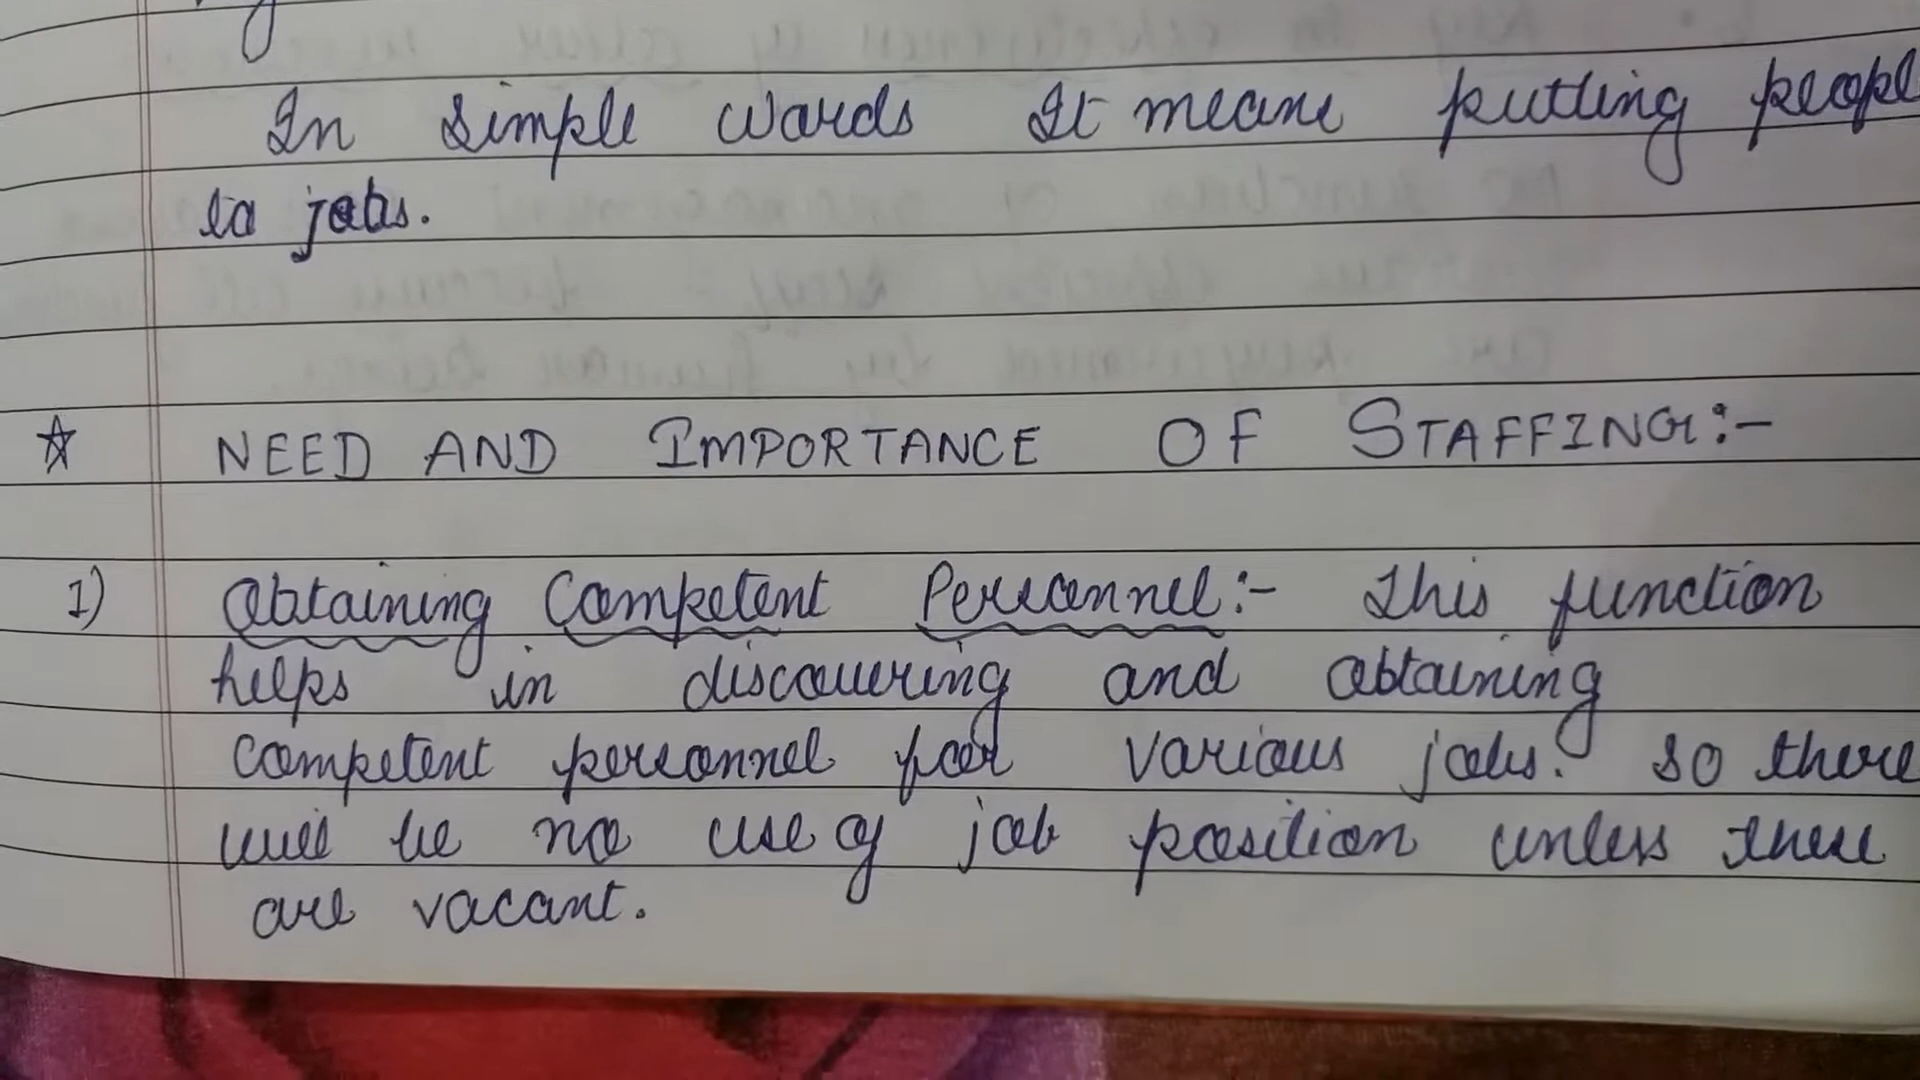 In simple words It means putting peopl
to jobs.
☆ NEED AND IMPORTANCE OF STAFFING:-
1) Obtaining Competent Personnel:- This function
helps in discovering and obtaining
competent personnel for various jobs. so there
will be no use of job position unless there
are vacant.